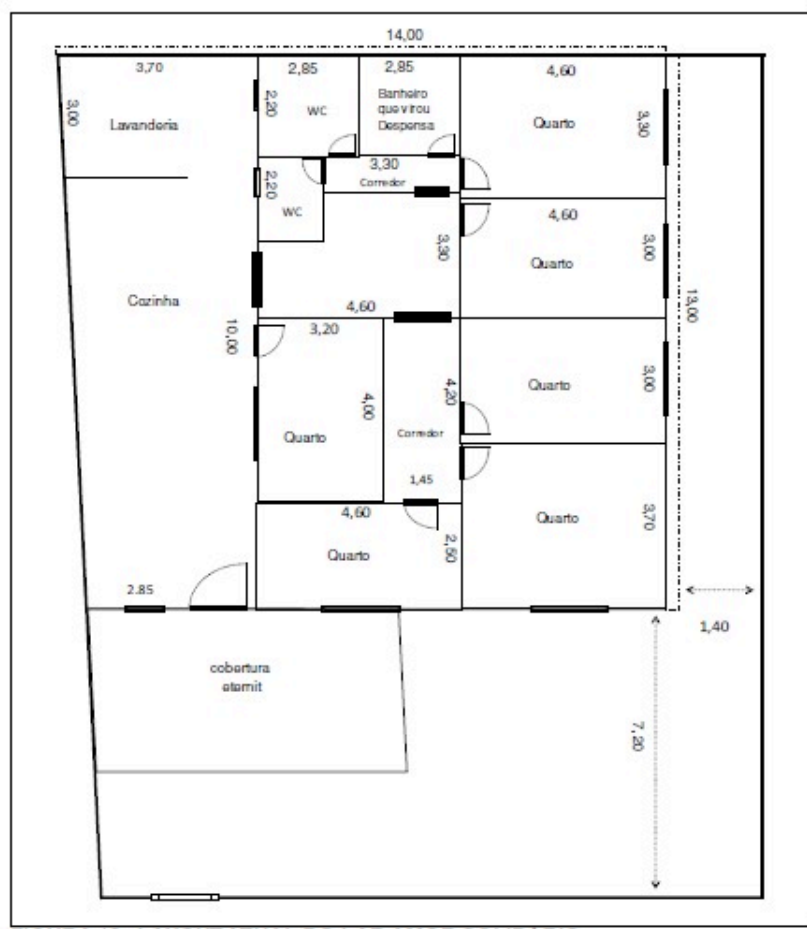 14,00
3,70
2,85
2,85
4,60
3,00
Lavanderia
2,20
WC
Banheiro
que virou
Despensa
Quarto
3,30
3,30
Corredor
2,20
WC
4,60
3,30
Quarto
3,00
Cozinha
10,00
4,60
13,00
3,20
4,00
Quarto
4,20
Corredor
1,45
Quarto
3,00
4,60
Quarto
2,50
Quarto
3,70
2.85
1,40
cobertura
eternit
7,20